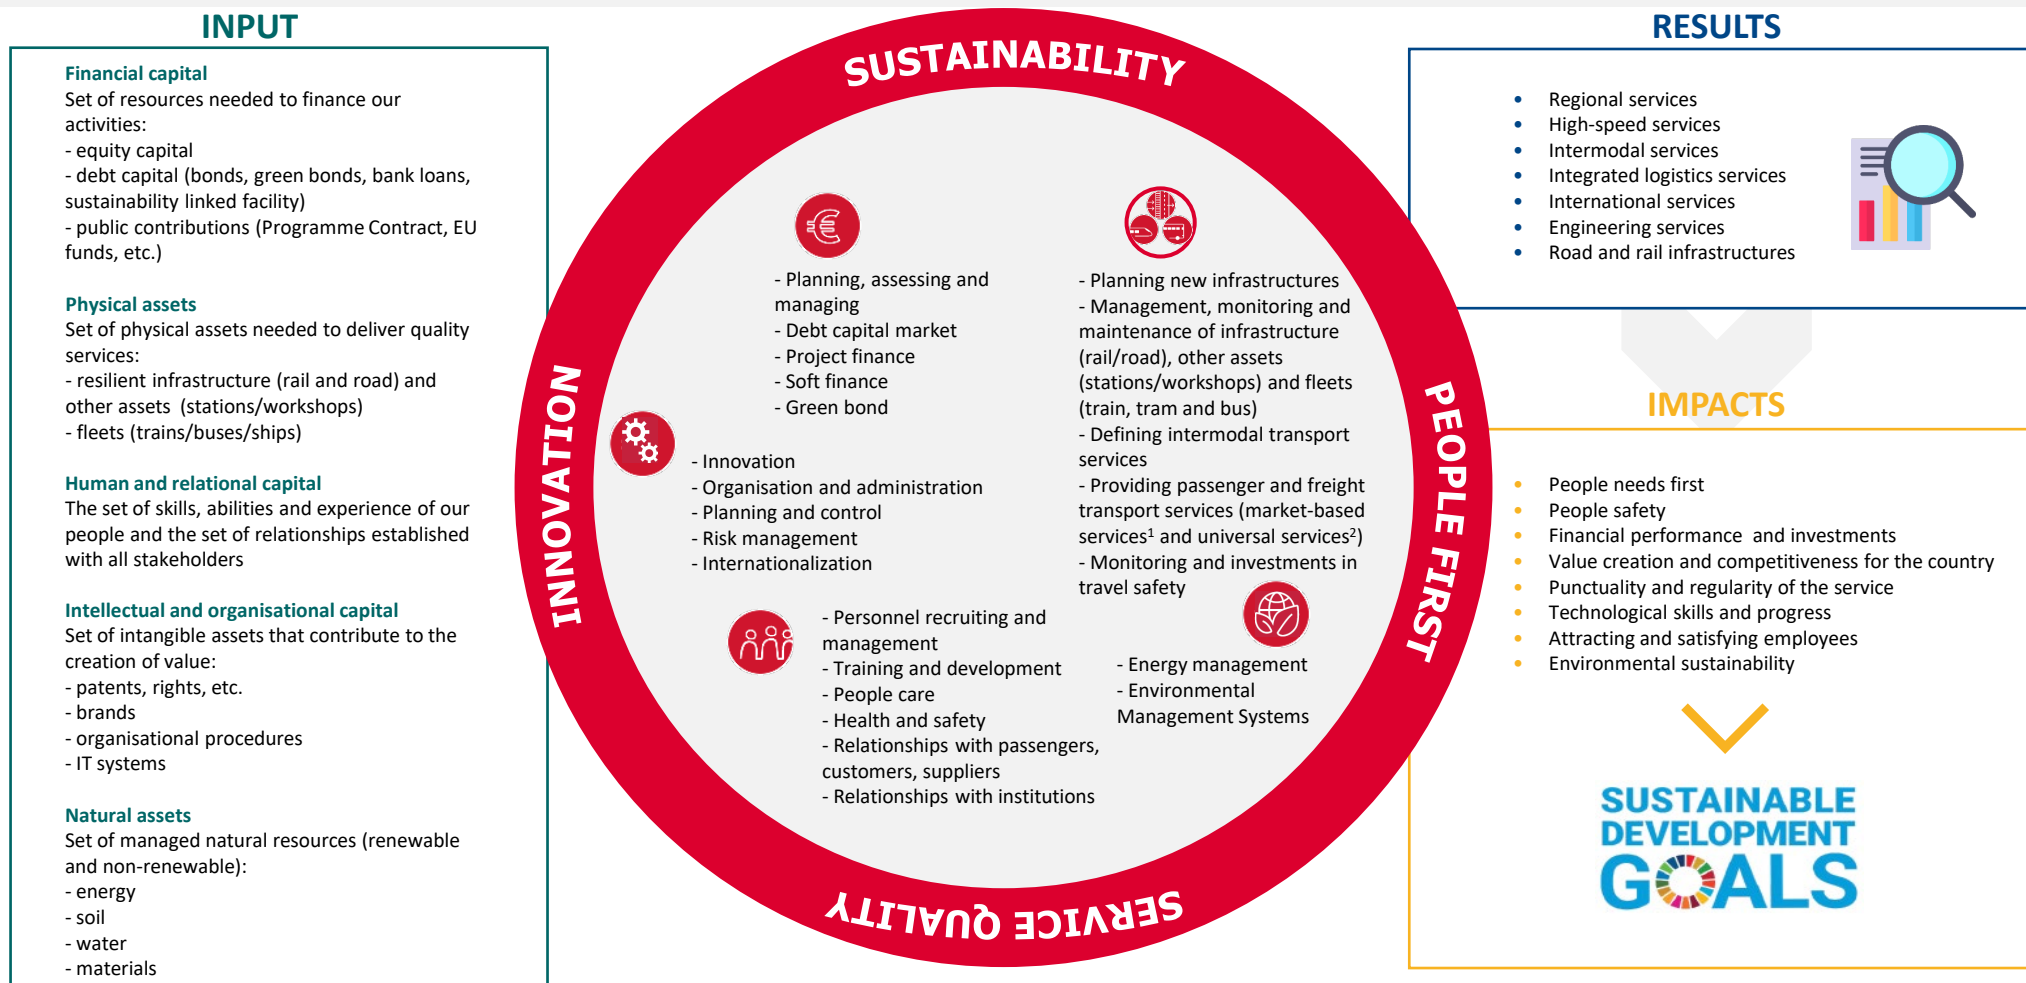 INPUT
Financial capital
Set of resources needed to finance our
activities:
- equity capital
- debt capital (bonds, green bonds, bank loans,
sustainability linked facility)
- public contributions (Programme Contract, EU
funds, etc.)
Physical assets
Set of physical assets needed to deliver quality
services:
- resilient infrastructure (rail and road) and
other assets (stations/workshops)
- fleets (trains/buses/ships)
Human and relational capital
The set of skills, abilities and experience of our
people and the set of relationships established
with all stakeholders
Intellectual and organisational capital
Set of intangible assets that contribute to the
creation of value:
- patents, rights, etc.
- brands
- organisational procedures
- IT systems
Natural assets
Set of managed natural resources (renewable
and non-renewable):
- energy
- soil
- water
- materials
SUSTAINABILITY
INNOVATION
PEOPLE FIRST
SERVICE QUALITY
- Planning, assessing and
managing
- Debt capital market
- Project finance
- Soft finance
- Green bond
- Innovation
- Organisation and administration
- Planning and control
- Risk management
- Internationalization
- Personnel recruiting and
management
- Training and development
- People care
- Health and safety
- Relationships with passengers,
customers, suppliers
- Relationships with institutions
- Planning new infrastructures
- Management, monitoring and
maintenance of infrastructure
(rail/road), other assets
(stations/workshops) and fleets
(train, tram and bus)
- Defining intermodal transport
services
- Providing passenger and freight
transport services (market-based
services¹ and universal services²)
- Monitoring and investments in
travel safety
- Energy management
- Environmental
Management Systems
RESULTS
• Regional services
• High-speed services
• Intermodal services
• Integrated logistics services
• International services
• Engineering services
• Road and rail infrastructures
IMPACTS
• People needs first
• People safety
• Financial performance and investments
• Value creation and competitiveness for the country
• Punctuality and regularity of the service
• Technological skills and progress
• Attracting and satisfying employees
• Environmental sustainability
SUSTAINABLE
DEVELOPMENT
GOALS